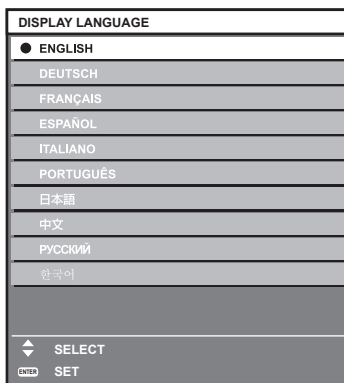 DISPLAY LANGUAGE
ENGLISH
DEUTSCH
FRANÇAIS
ESPAÑOL
ITALIANO
PORTUGUÊS
日本語
中文
РУССКИЙ
한국어
SELECT
ENTER SET